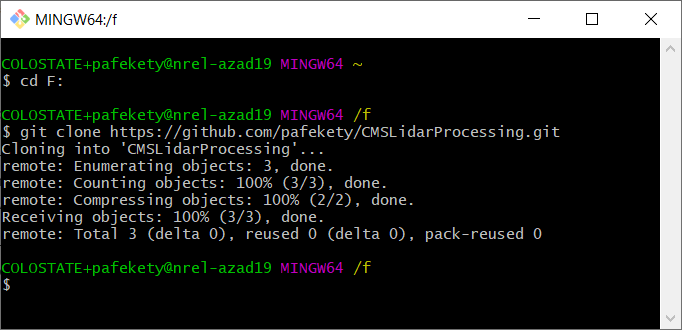 MINGW64:/f
COLOSTATE+pafekety@nrel-azad19 MINGW64 ~
$ cd F:
COLOSTATE+pafekety@nrel-azad19 MINGW64 /f
$ git clone https://github.com/pafekety/CMSLidarProcessing.git
Cloning into 'CMSLidarProcessing'...
remote: Enumerating objects: 3, done.
remote: Counting objects: 100% (3/3), done.
remote: Compressing objects: 100% (2/2), done.
Receiving objects: 100% (3/3), done.
remote: Total 3 (delta 0), reused 0 (delta 0), pack-reused 0
COLOSTATE+pafekety@nrel-azad19 MINGW64 /f
$